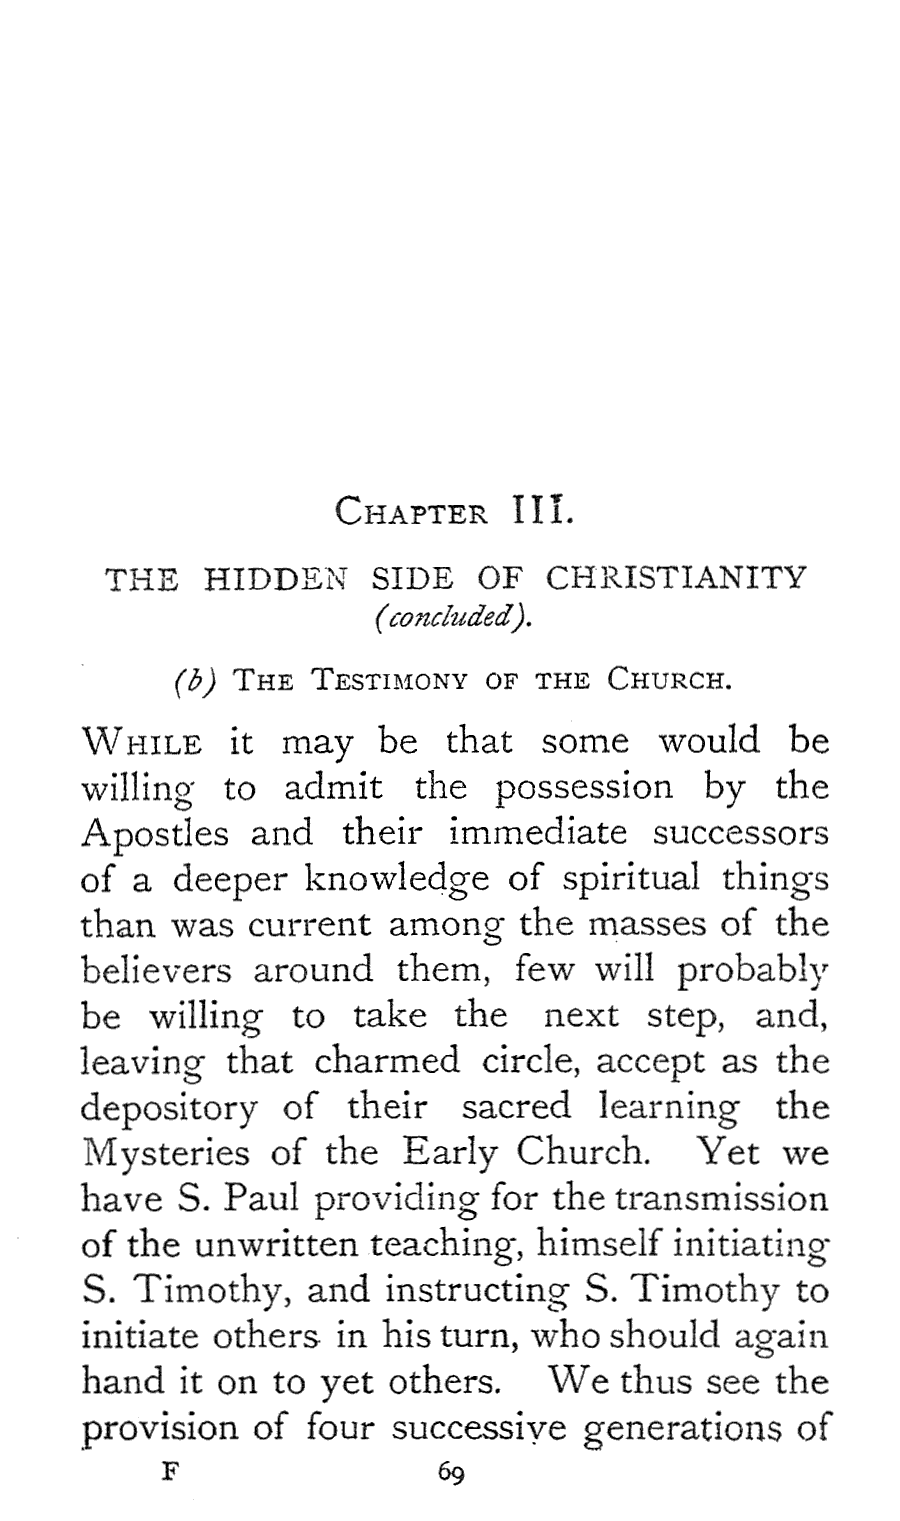 CHAPTER III.
THE HIDDEN SIDE OF CHRISTIANITY
(concluded).
(b) THE TESTIMONY OF THE CHURCH.
WHILE it may be that some would be
willing to admit the possession by the
Apostles and their immediate successors
of a deeper knowledge of spiritual things
than was current among the masses of the
believers around them, few will probably
be willing to take the next step, and,
leaving that charmed circle, accept as the
depository of their sacred learning the
Mysteries of the Early Church. Yet we
have S. Paul providing for the transmission
of the unwritten teaching, himself initiating
S. Timothy, and instructing S. Timothy to
initiate others in his turn, who should again
hand it on to yet others. We thus see the
provision of four successive generations of
F 69